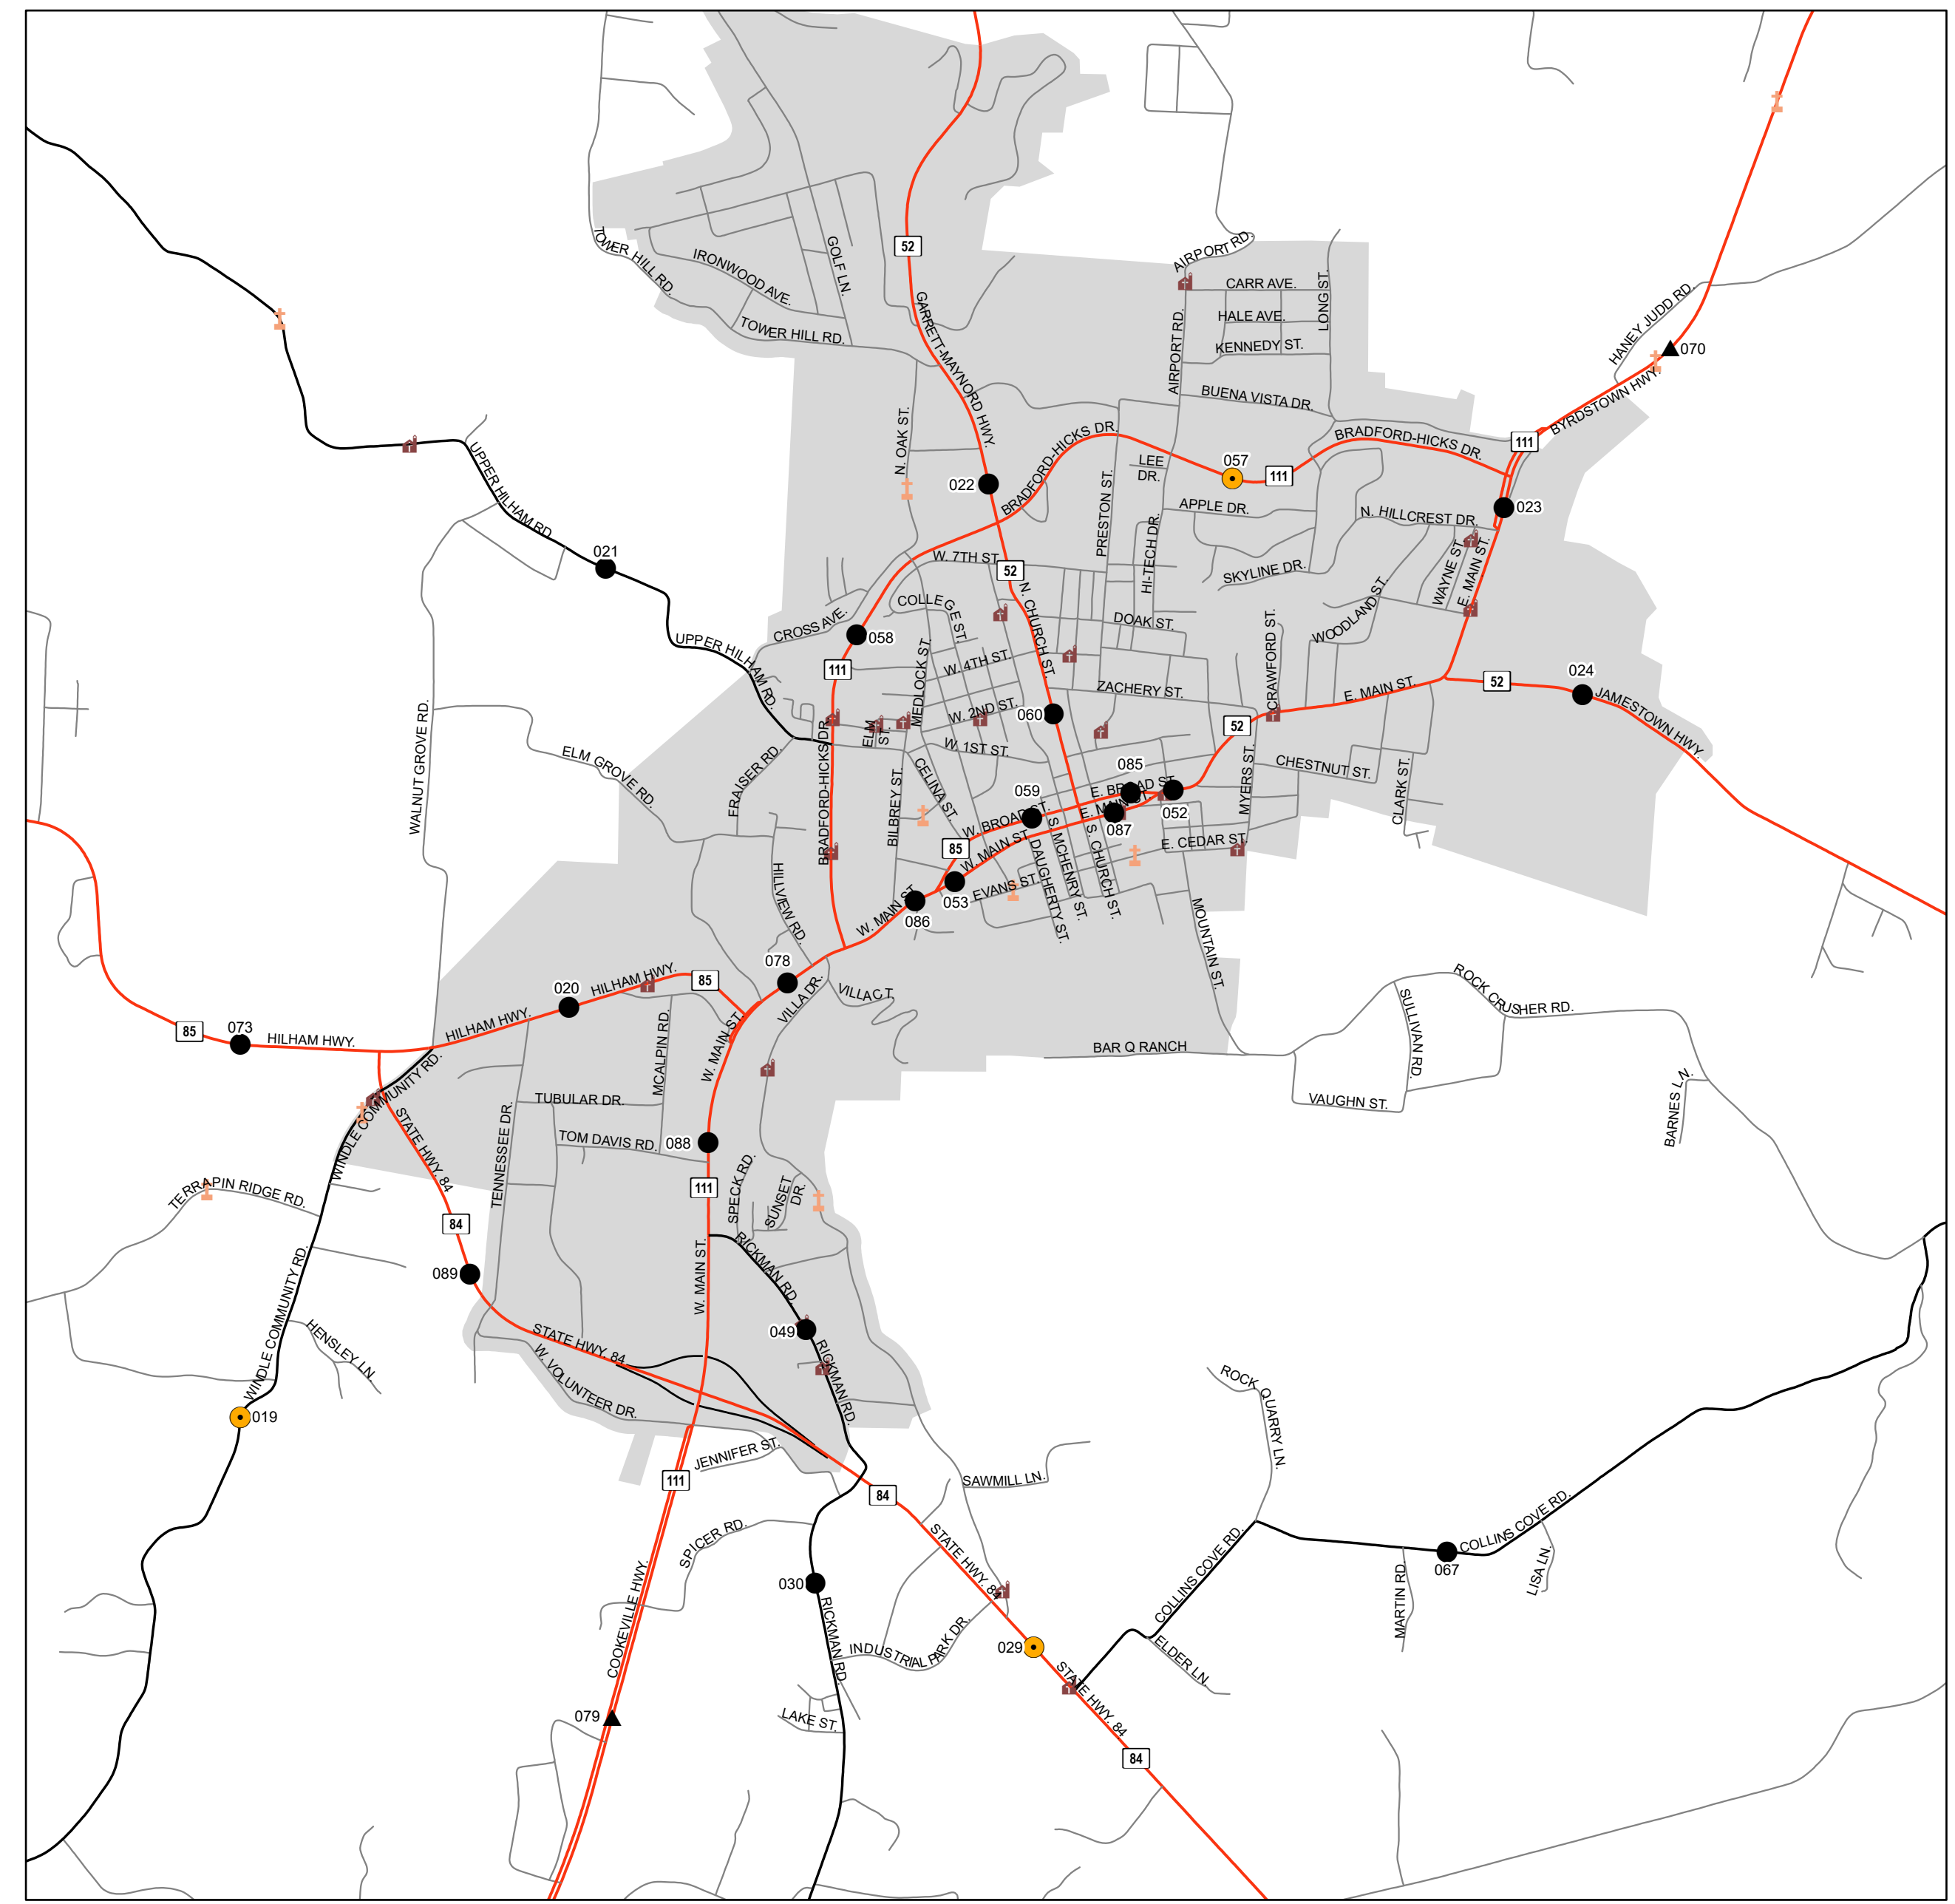 52
TOWER HILL RD.
IRONWOOD AVE.
GOLF LN.
TOWER HILL RD.
GARRETT-MAYNORD HWY.
AIRPORT RD.
CARR AVE.
LONG ST.
HALE AVE.
KENNEDY ST.
AIRPORT RD.
HANEY JUDD RD.
070
BYRDSTOWN HWY.
BUENA VISTA DR.
BRADFORD-HICKS DR.
111
N. OAK ST.
BRADFORD-HICKS DR.
LEE
DR.
057
111
022
023
UPPER HILHAM RD.
PRESTON ST.
APPLE DR.
N. HILLCREST DR.
HI-TECH DR.
021
W. 7TH ST.
52
SKYLINE DR.
WAYNE ST.
E. MAIN ST.
COLLEGE ST.
N. CHURCH ST.
CROSS AVE.
058
DOAK ST.
WOODLAND ST.
CRAWFORD ST.
UPPER HILHAM RD.
111
MEDLOCK ST.
W. 4TH ST.
ZACHERY ST.
E. MAIN ST.
52
024
JAMESTOWN HWY.
W. 2ND ST.
060
52
ELM
ST.
W. 1ST ST.
WALNUT GROVE RD.
ELM GROVE RD.
FRAISER RD.
BRADFORD-HICKS DR.
BILBREY ST.
CELINA ST.
085
E. BROAD ST.
MYERS ST.
CHESTNUT ST.
CLARK ST.
059
W. BROAD ST.
E. MAIN ST.
052
087
85
W. MAIN ST.
S. MCHENRY ST.
S. CHURCH ST.
E. CEDAR ST.
DAUGHERTY ST.
HILLVIEW RD.
053
EVANS ST.
W. MAIN ST.
086
MOUNTAIN ST.
078
HILHAM HWY.
85
VILLA DR.
VILLA CT.
020
HILHAM HWY.
W. MAIN ST.
ROCK CRUSHER RD.
SULLIVAN RD.
85
073
HILHAM HWY.
MCALPIN RD.
BAR Q RANCH
WINDLE COMMUNITY RD.
TUBULAR DR.
VAUGHN ST.
BARNES LN.
STATE HWY. 84
TENNESSEE DR.
TOM DAVIS RD.
088
TERRAPIN RIDGE RD.
111
SPECK RD.
SUNSET
DR.
84
RICKMAN RD.
W. MAIN ST.
089
WINDLE COMMUNITY RD.
HENSLEY LN.
STATE HWY. 84
049
RICKMAN RD.
W. VOLUNTEER DR.
019
ROCK QUARRY LN.
JENNIFER ST.
111
84
SAWMILL LN.
SPICER RD.
STATE HWY. 84
COLLINS COVE RD.
COLLINS COVE RD.
067
LISA LN.
MARTIN RD.
030
COOKEVILLE HWY.
RICKMAN RD.
INDUSTRIAL PARK DR.
029
ELDER LN.
STATE HWY. 84
079
LAKE ST.
84